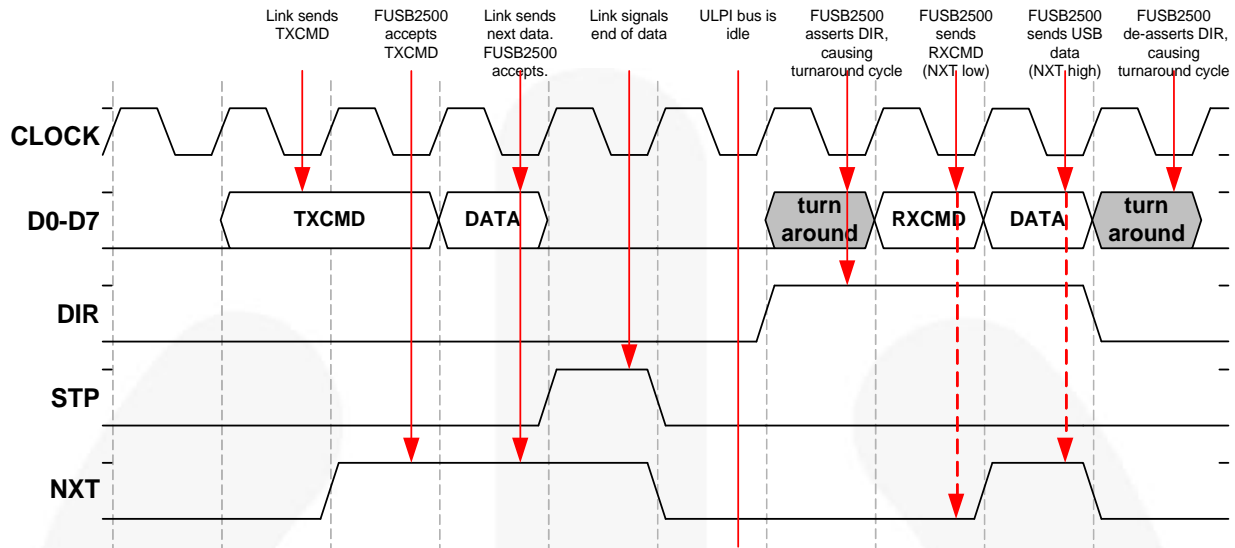 Link sends
TXCMD
FUSB2500
accepts
TXCMD
Link sends
next data.
FUSB2500
accepts.
Link signals
end of data
ULPI bus is
idle
FUSB2500
asserts DIR,
causing
turnaround cycle
FUSB2500
sends
RXCMD
(NXT low)
FUSB2500
sends USB
data
(NXT high)
FUSB2500
de-asserts DIR,
causing
turnaround cycle
CLOCK
D0-D7
TXCMD
DATA
turn
around
RXCMD
DATA
turn
around
DIR
STP
NXT